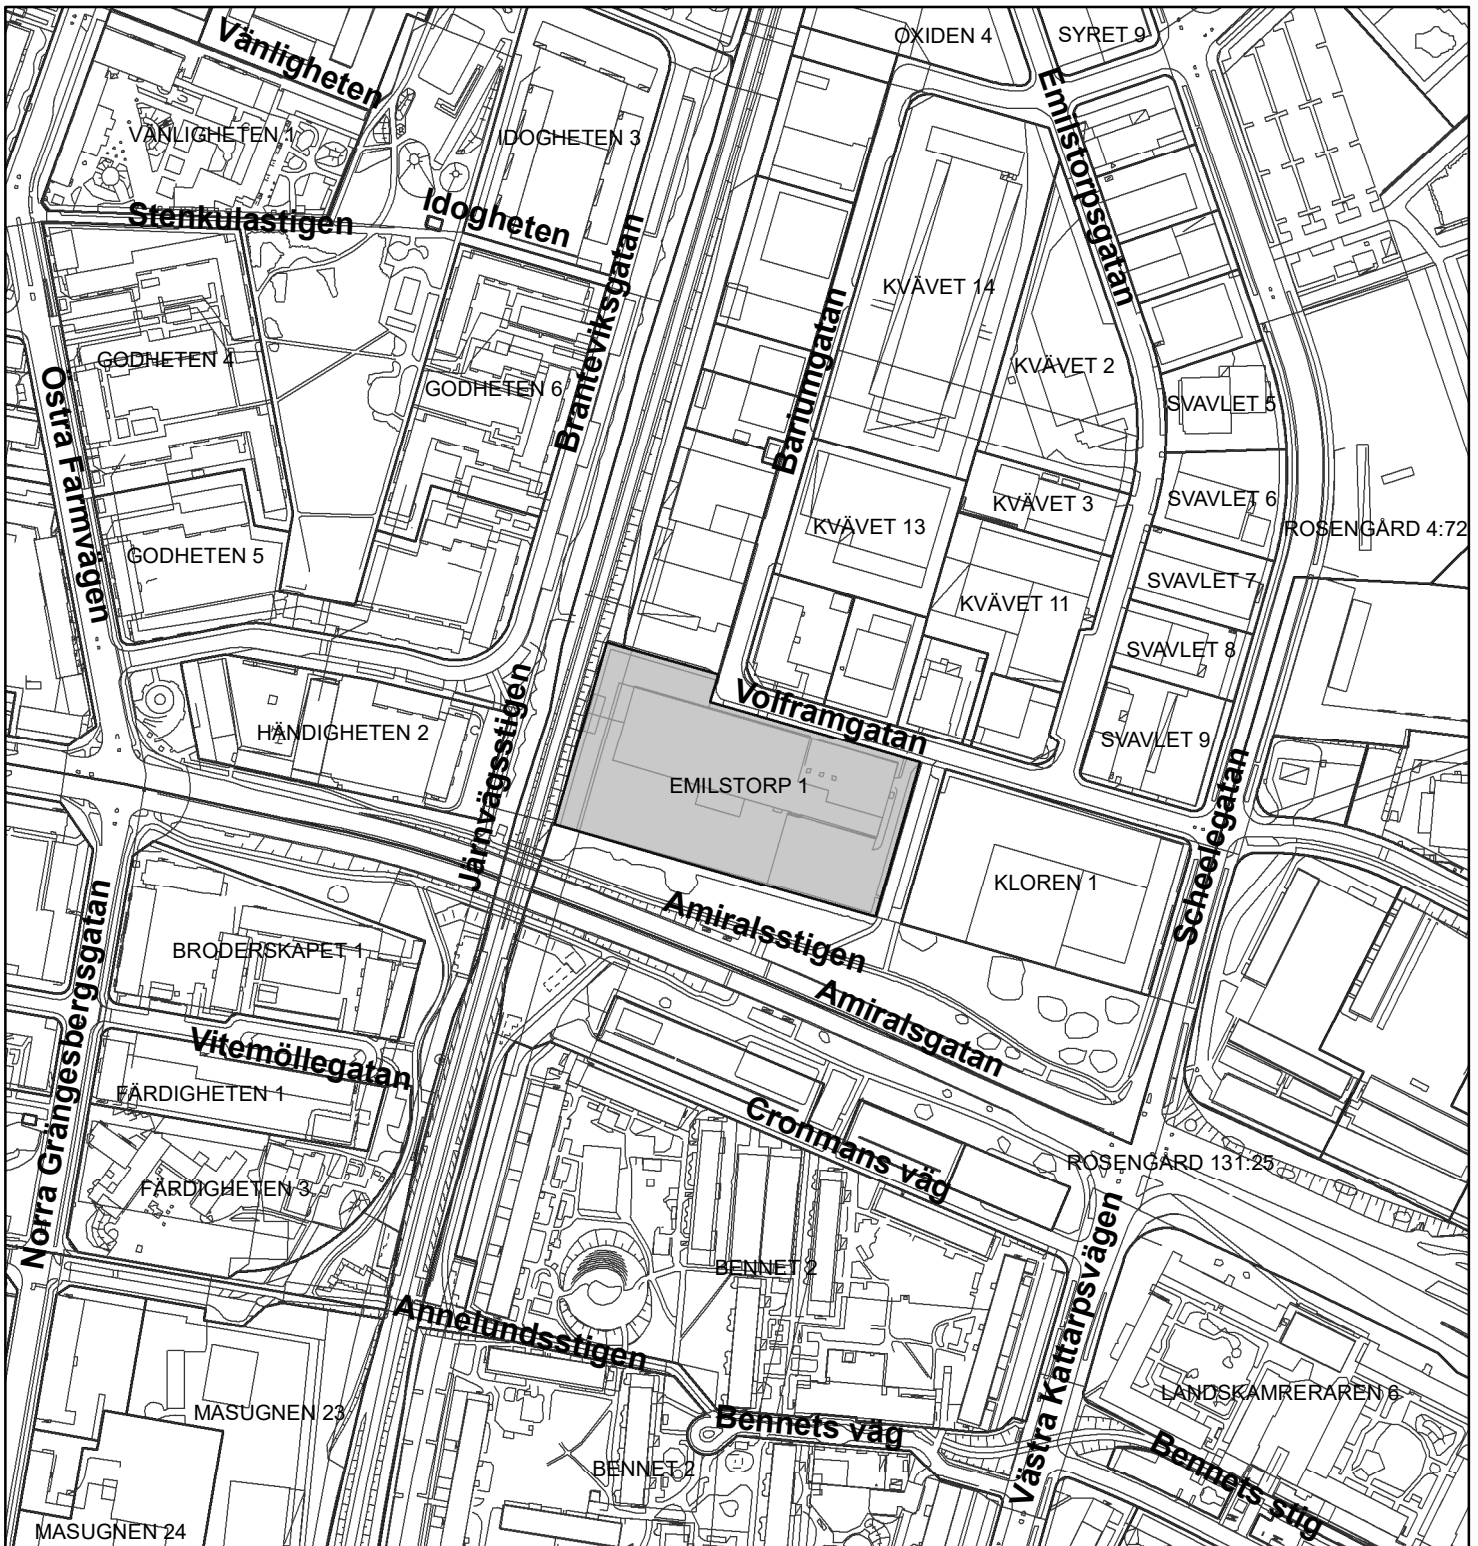 OXIDEN 4
SYRET 9
Vänligheten
VÄNLIGHETEN 1
IDOGHETEN 3
Emilstorpsgatan
Stenkulastigen
Idogheten
KVÄVET 14
Branteviksgatan
GODHETEN 4
GODHETEN 6
Bariumgatan
KVÄVET 2
SVAVLET 5
Östra Farmvägen
KVÄVET 13
KVÄVET 3
SVAVLET 6
ROSENGÅRD 4:72
GODHETEN 5
SVAVLET 7
KVÄVET 11
SVAVLET 8
HÄNDIGHETEN 2
Järnvägsstigen
Volframgatan
SVAVLET 9
EMILSTORP 1
Scheelegatan
KLOREN 1
Amiralsstigen
BRODERSKAPET 1
Amiralsgatan
Norra Grängesbergsgatan
Vitemöllegatan
FÄRDIGHETEN 1
Cronmans väg
ROSENGÅRD 131:25
FÄRDIGHETEN 3
BENNET 2
Västra Kattarpsvägen
Annelundsstigen
LANDSKAMRERAREN 6
MASUGNEN 23
Bennets väg
BENNET 2
Bennets stig
MASUGNEN 24